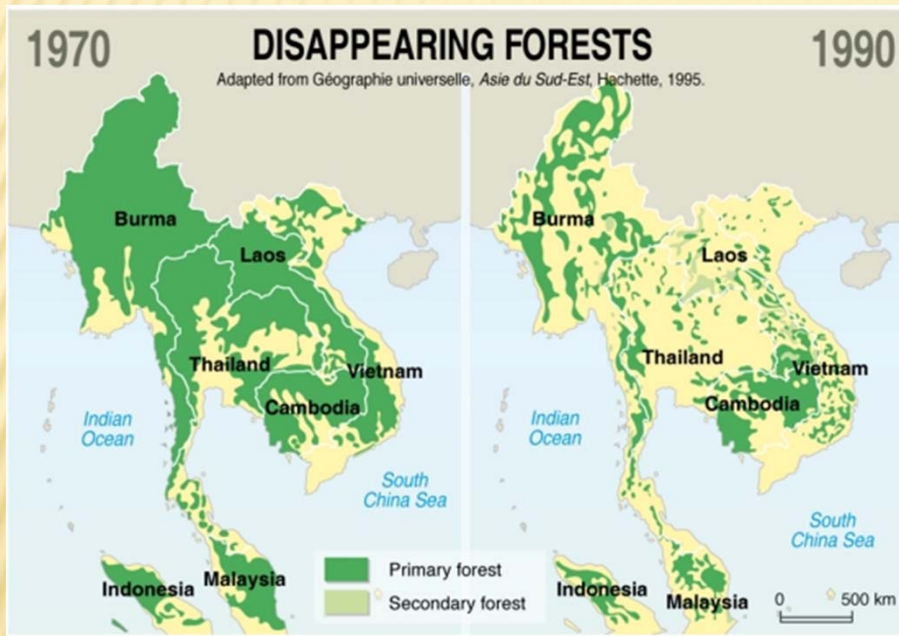 1970
DISAPPEARING FORESTS
1990
Adapted from Géographie universelle, Asie du Sud-Est, Hachette, 1995.
Burma
Laos
Thailand
Vietnam
Cambodia
Indian
Ocean
South
China Sea
Indonesia
Malaysia
Burma
Laos
Thailand
Vietnam
Cambodia
Indian
Ocean
South
China Sea
Indonesia
Malaysia
Primary forest
Secondary forest
0 500 km